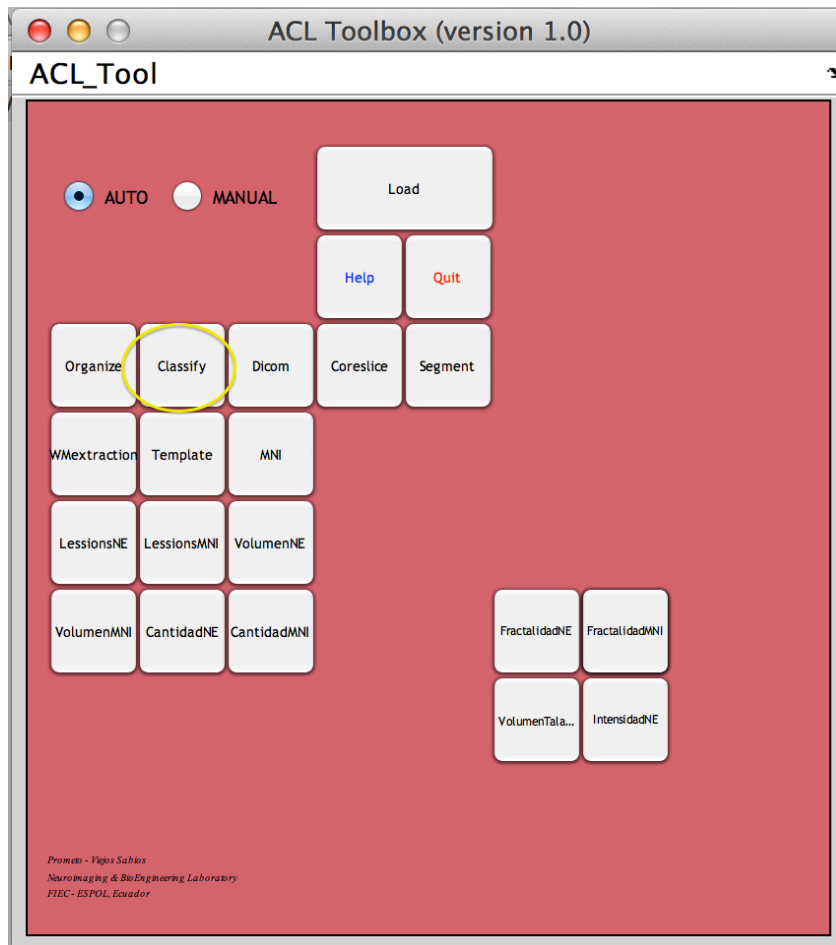 ACL Toolbox (version 1.0)
ACL_Tool
AUTO MANUAL Load
Help Quit
Organize Classify Dicom Coreslice Segment
WMextraction Template MNI
LessionsNE LessionsMNI VolumenNE
VolumenMNI CantidadNE CantidadMNI FractalidadNE FractalidadMNI
VolumenTala... IntensidadNE
Prometo - Viejos Sabios
Neuroimaging & BioEngineering Laboratory
FIEC - ESPOL, Ecuador